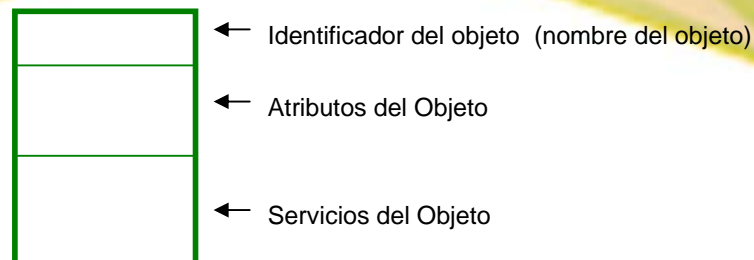 Identificador del objeto (nombre del objeto)
Atributos del Objeto
Servicios del Objeto